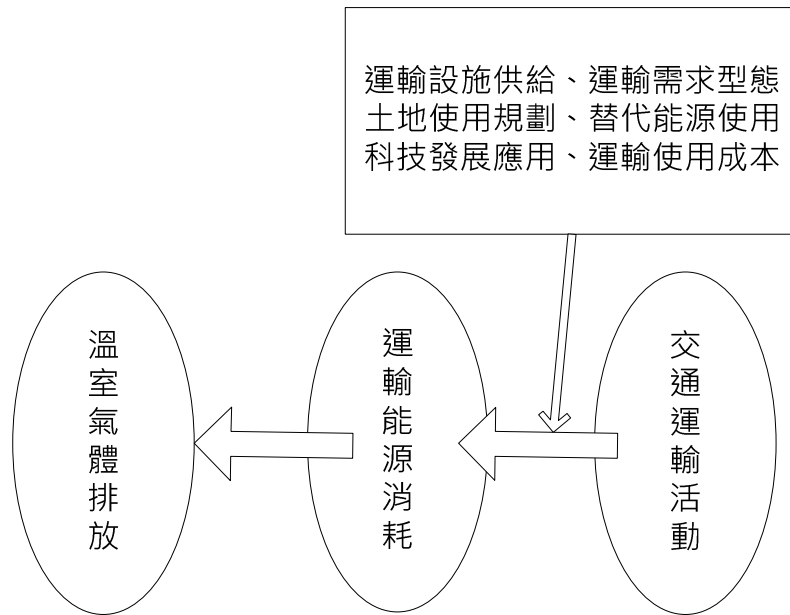 運輸設施供給、運輸需求型態
土地使用規劃、替代能源使用
科技發展應用、運輸使用成本
溫室氣體排放
運輸能源消耗
交通運輸活動